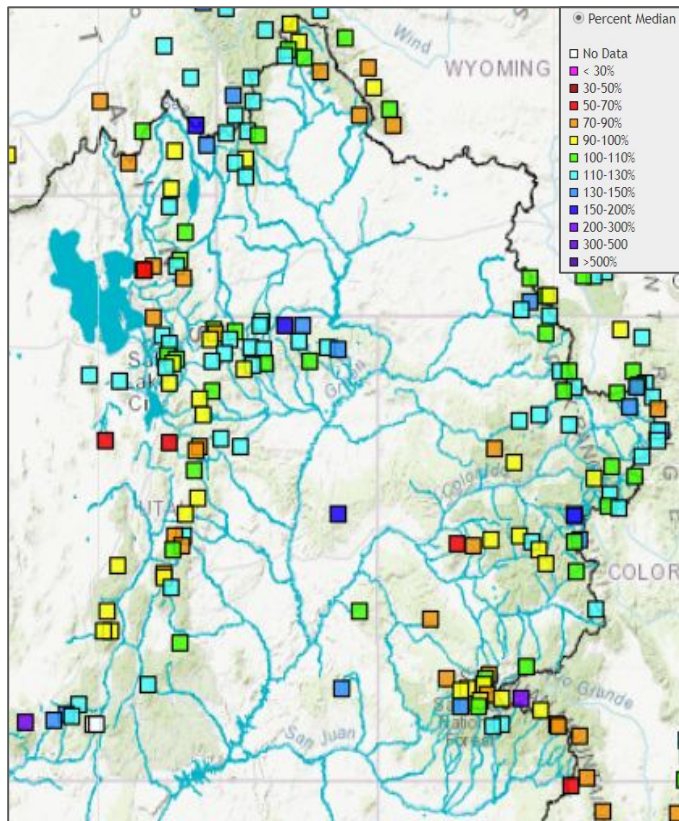 Percent Median
No Data
< 30%
30-50%
50-70%
70-90%
90-100%
100-110%
110-130%
130-150%
150-200%
200-300%
300-500
>500%
Wind
WYOMING
Green
Colorado
UTAH
COLOR
Rio Grande
San Juan